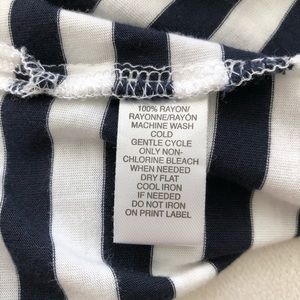 100% RAYON/
RAYONNE/RAYÓN
MACHINE WASH
COLD
GENTLE CYCLE
ONLY NON-
CHLORINE BLEACH
WHEN NEEDED
DRY FLAT
COOL IRON
IF NEEDED
DO NOT IRON
ON PRINT LABEL